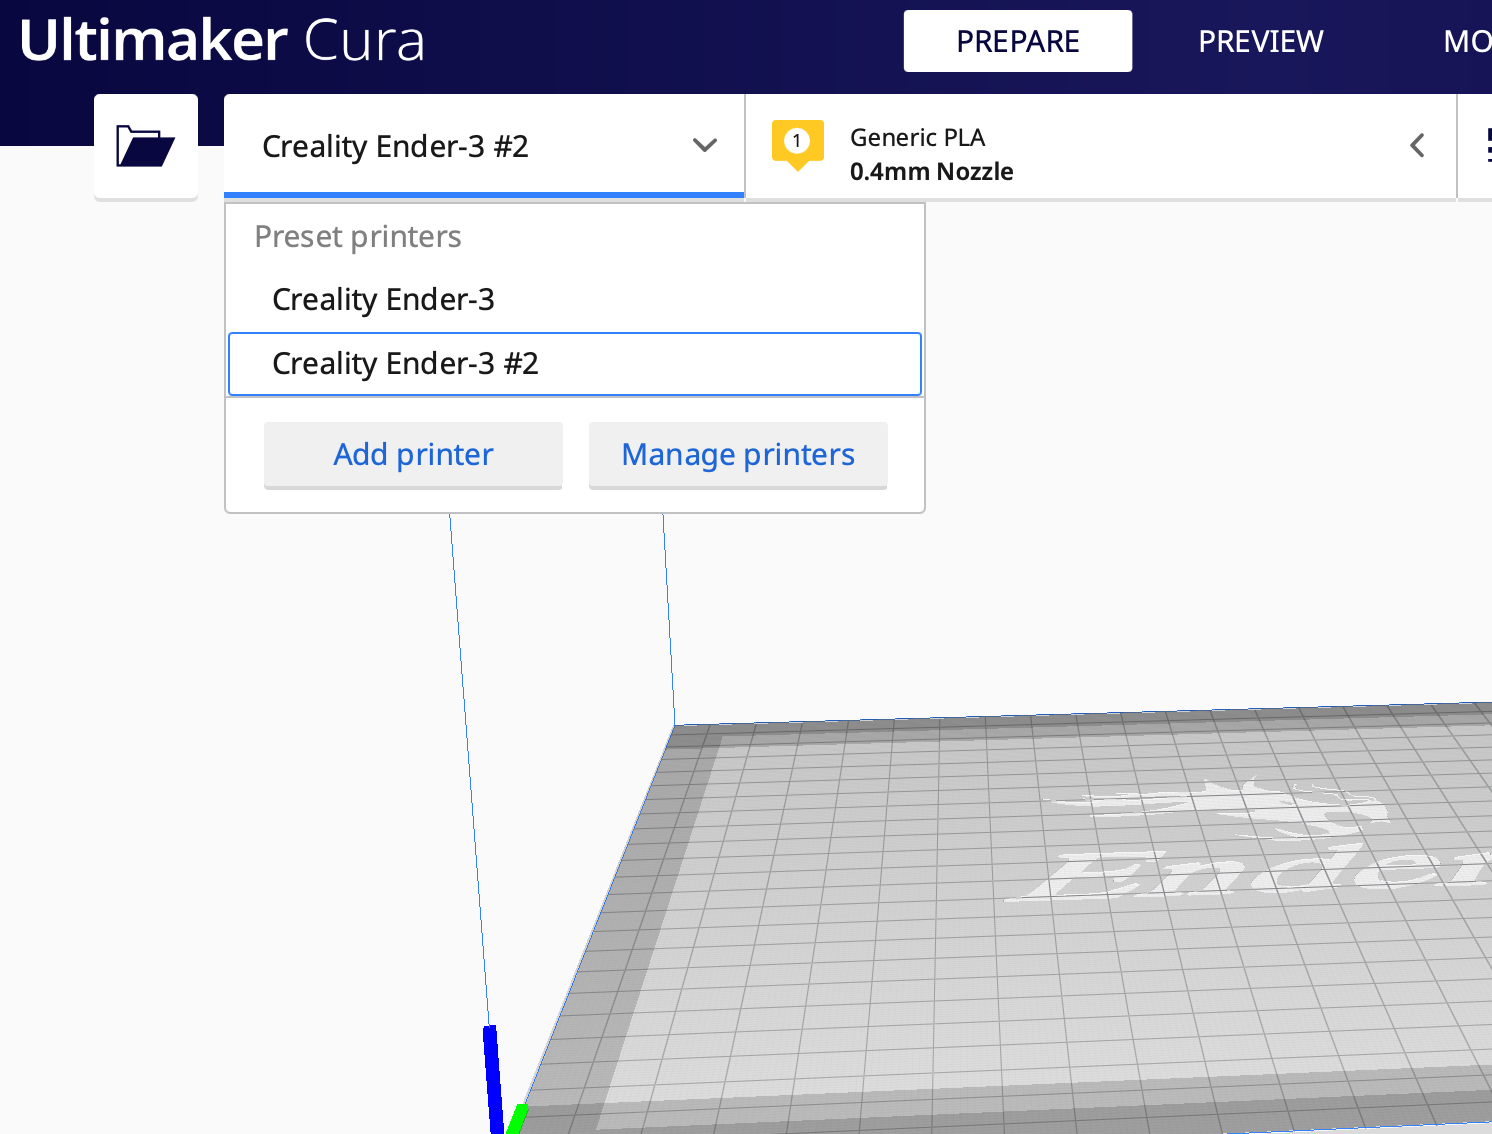 Ultimaker Cura
PREPARE
PREVIEW
MO
Creality Ender-3 #2
1
Generic PLA
0.4mm Nozzle
Preset printers
Creality Ender-3
Creality Ender-3 #2
Add printer
Manage printers
Ender